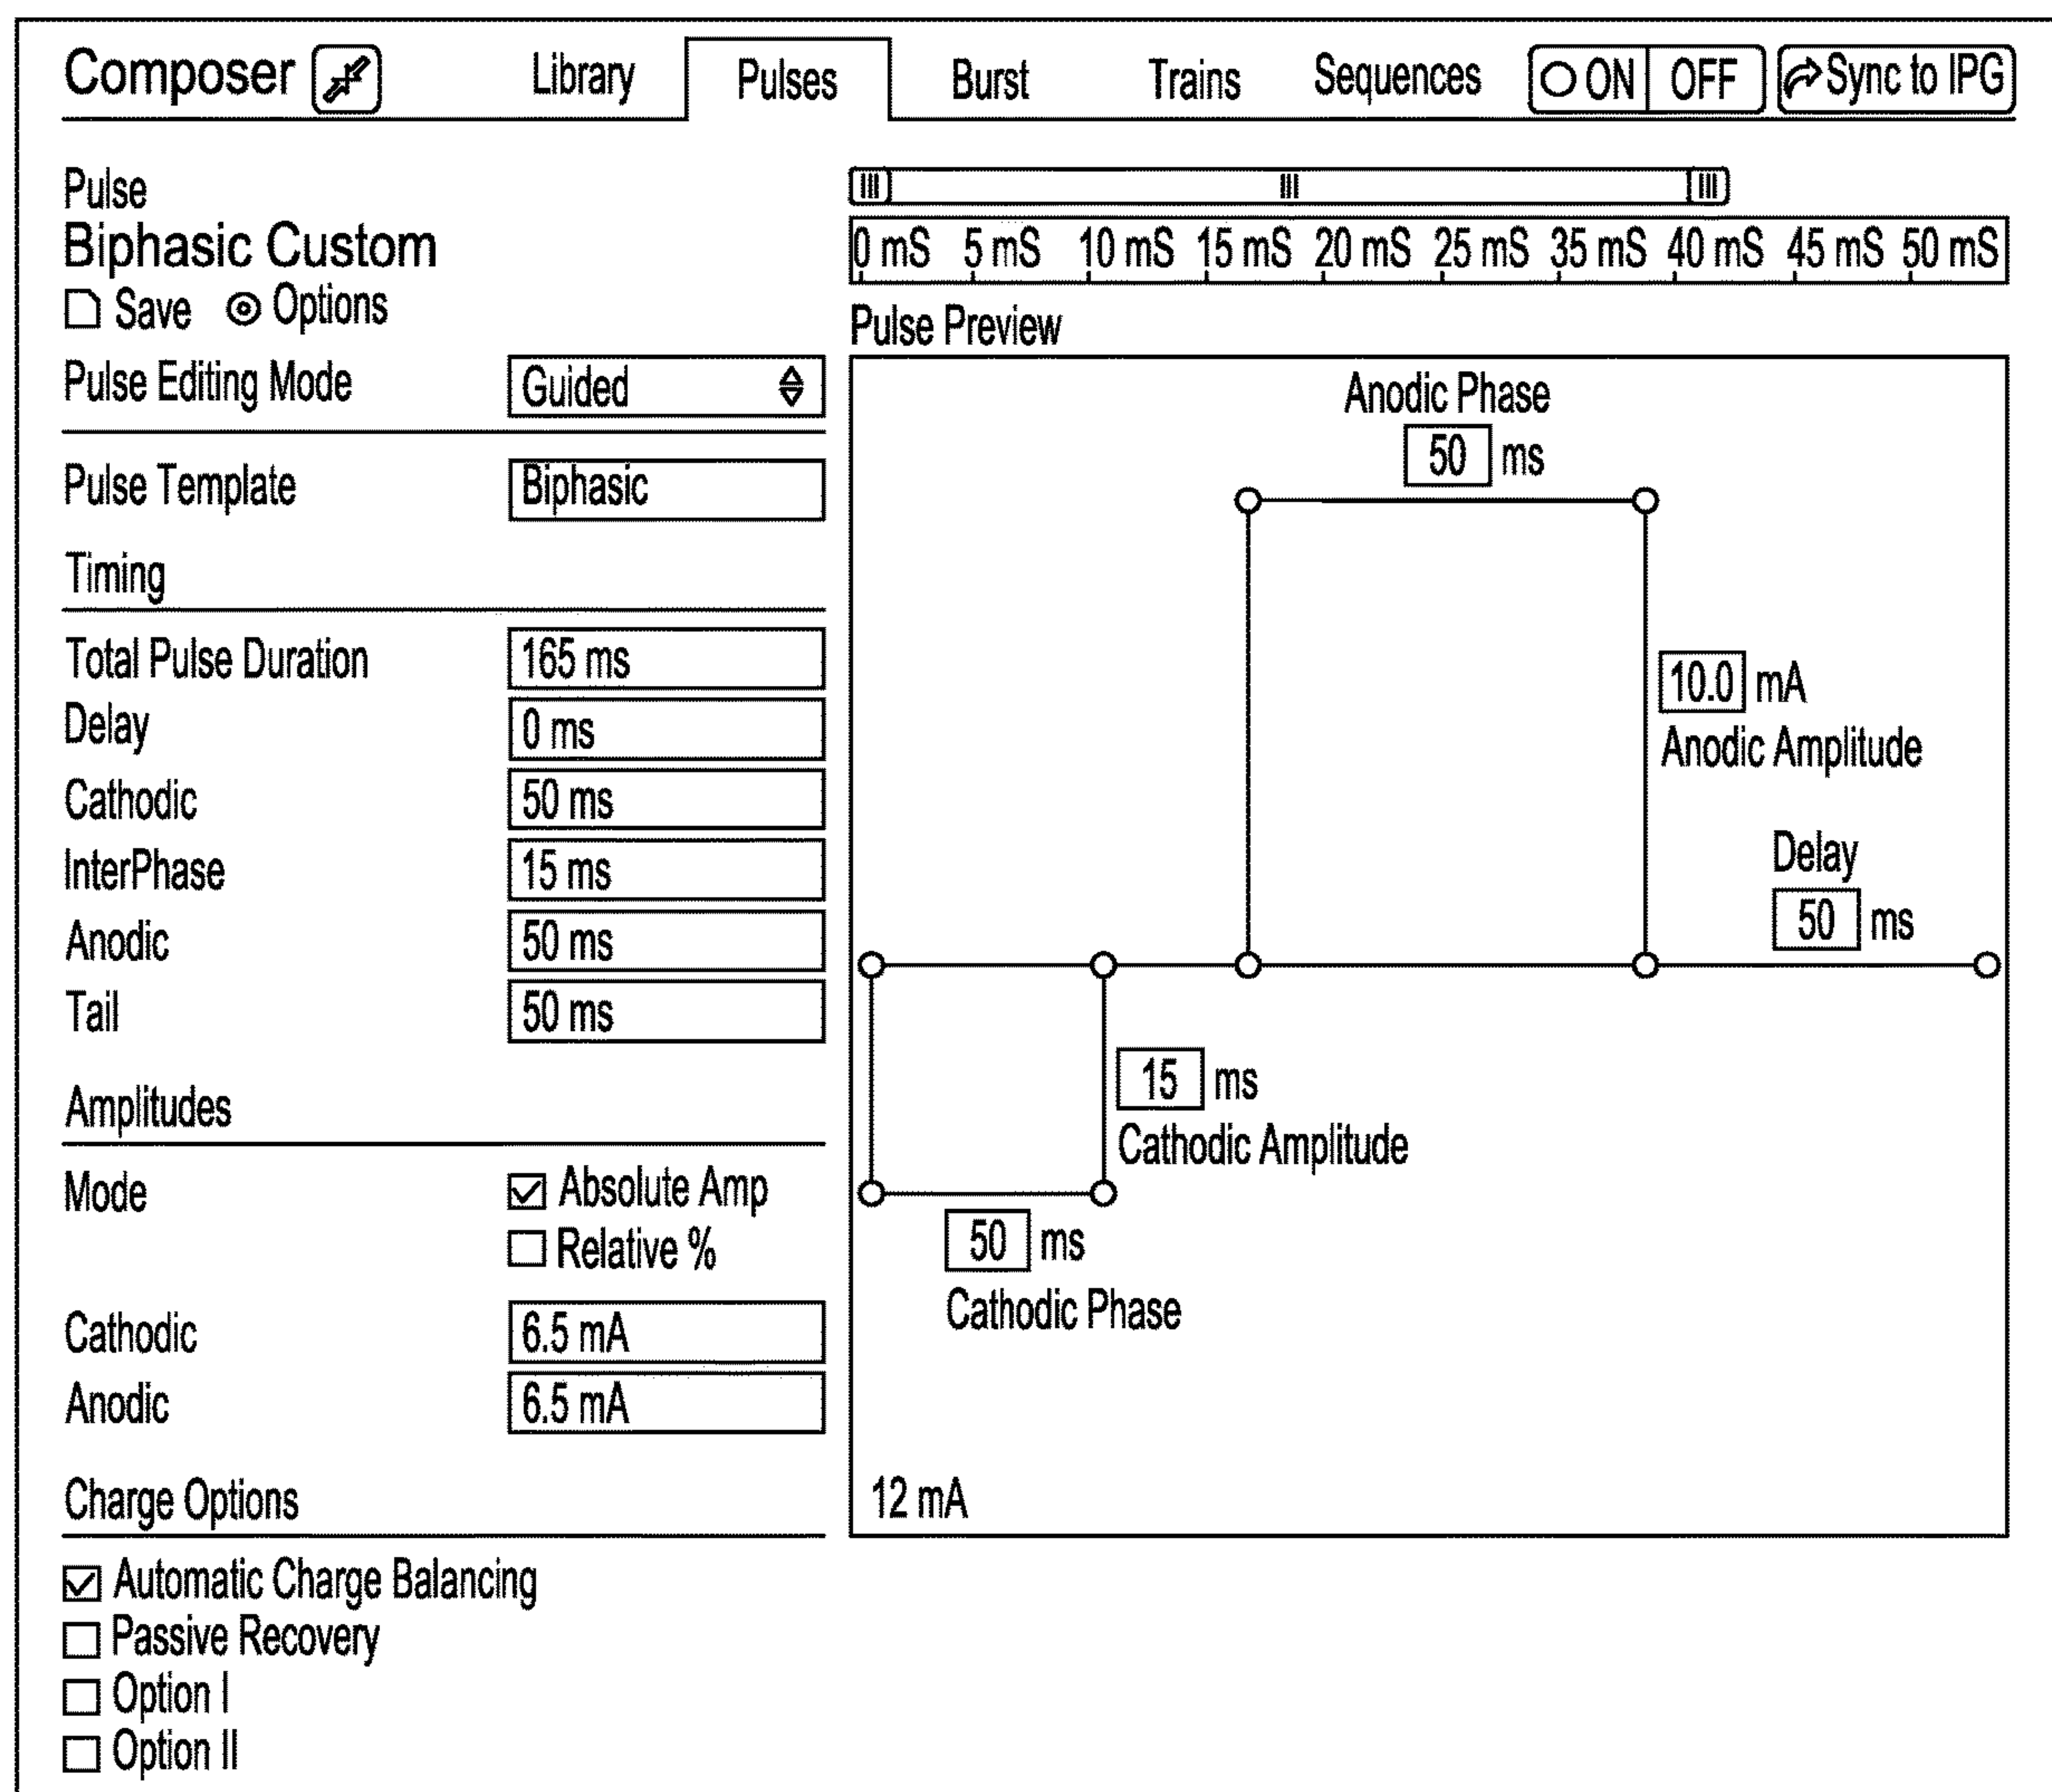 Composer Library Pulses Burst Trains Sequences ON OFF Sync to IPG
Pulse
Biphasic Custom
Save Options
Pulse Editing Mode Guided
Pulse Template Biphasic
Timing
Total Pulse Duration 165 ms
Delay 0 ms
Cathodic 50 ms
InterPhase 15 ms
Anodic 50 ms
Tail 50 ms
Amplitudes
Mode Absolute Amp
Relative %
Cathodic 6.5 mA
Anodic 6.5 mA
Charge Options
Automatic Charge Balancing
Passive Recovery
Option I
Option II
0 mS 5 mS 10 mS 15 mS 20 mS 25 mS 35 mS 40 mS 45 mS 50 mS
Pulse Preview
Anodic Phase
50 ms
10.0 mA
Anodic Amplitude
Delay
50 ms
15 ms
Cathodic Amplitude
50 ms
Cathodic Phase
12 mA